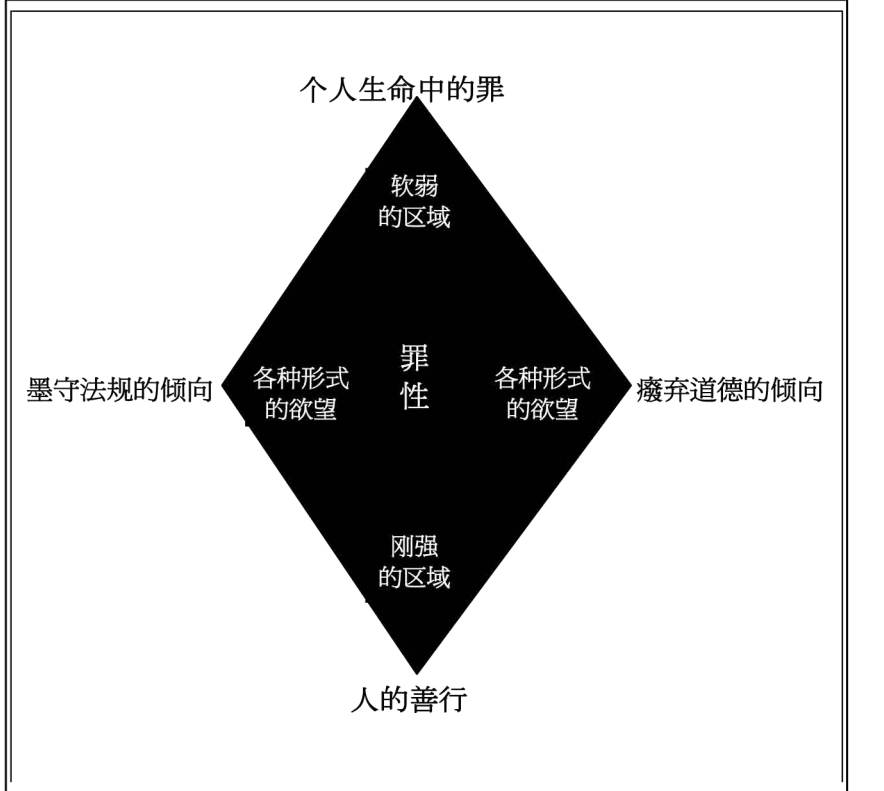 个人生命中的罪
软弱
的区域
罪
性
墨守法规的倾向
各种形式
的欲望
各种形式
的欲望
癈弃道德的倾向
刚强
的区域
人的善行